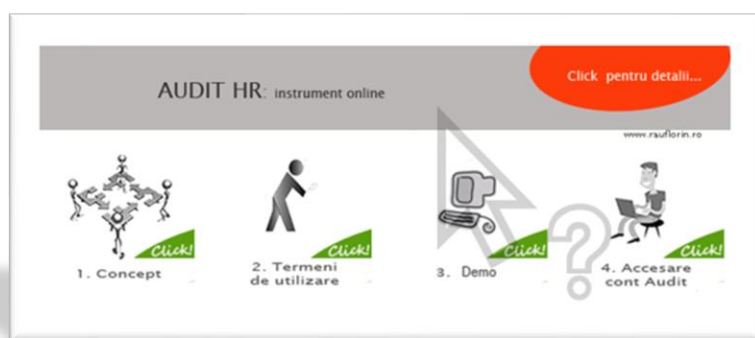 AUDIT HR: instrument online
Click pentru detalii...
www.rauflorin.ro
Click!
1. Concept
Click!
2. Termeni
de utilizare
Click!
3. Demo
Click!
4. Accesare
cont Audit
?